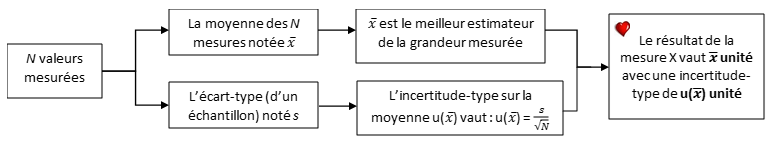 N valeurs
mesurées
La moyenne des N
mesures notée x̄
x̄ est le meilleur estimateur
de la grandeur mesurée
L'écart-type (d'un
échantillon) noté s
L'incertitude-type sur la
moyenne u(x̄) vaut : u(x̄) = s/√N
Le résultat de la
mesure X vaut x̄ unité
avec une incertitude-
type de u(x̄) unité